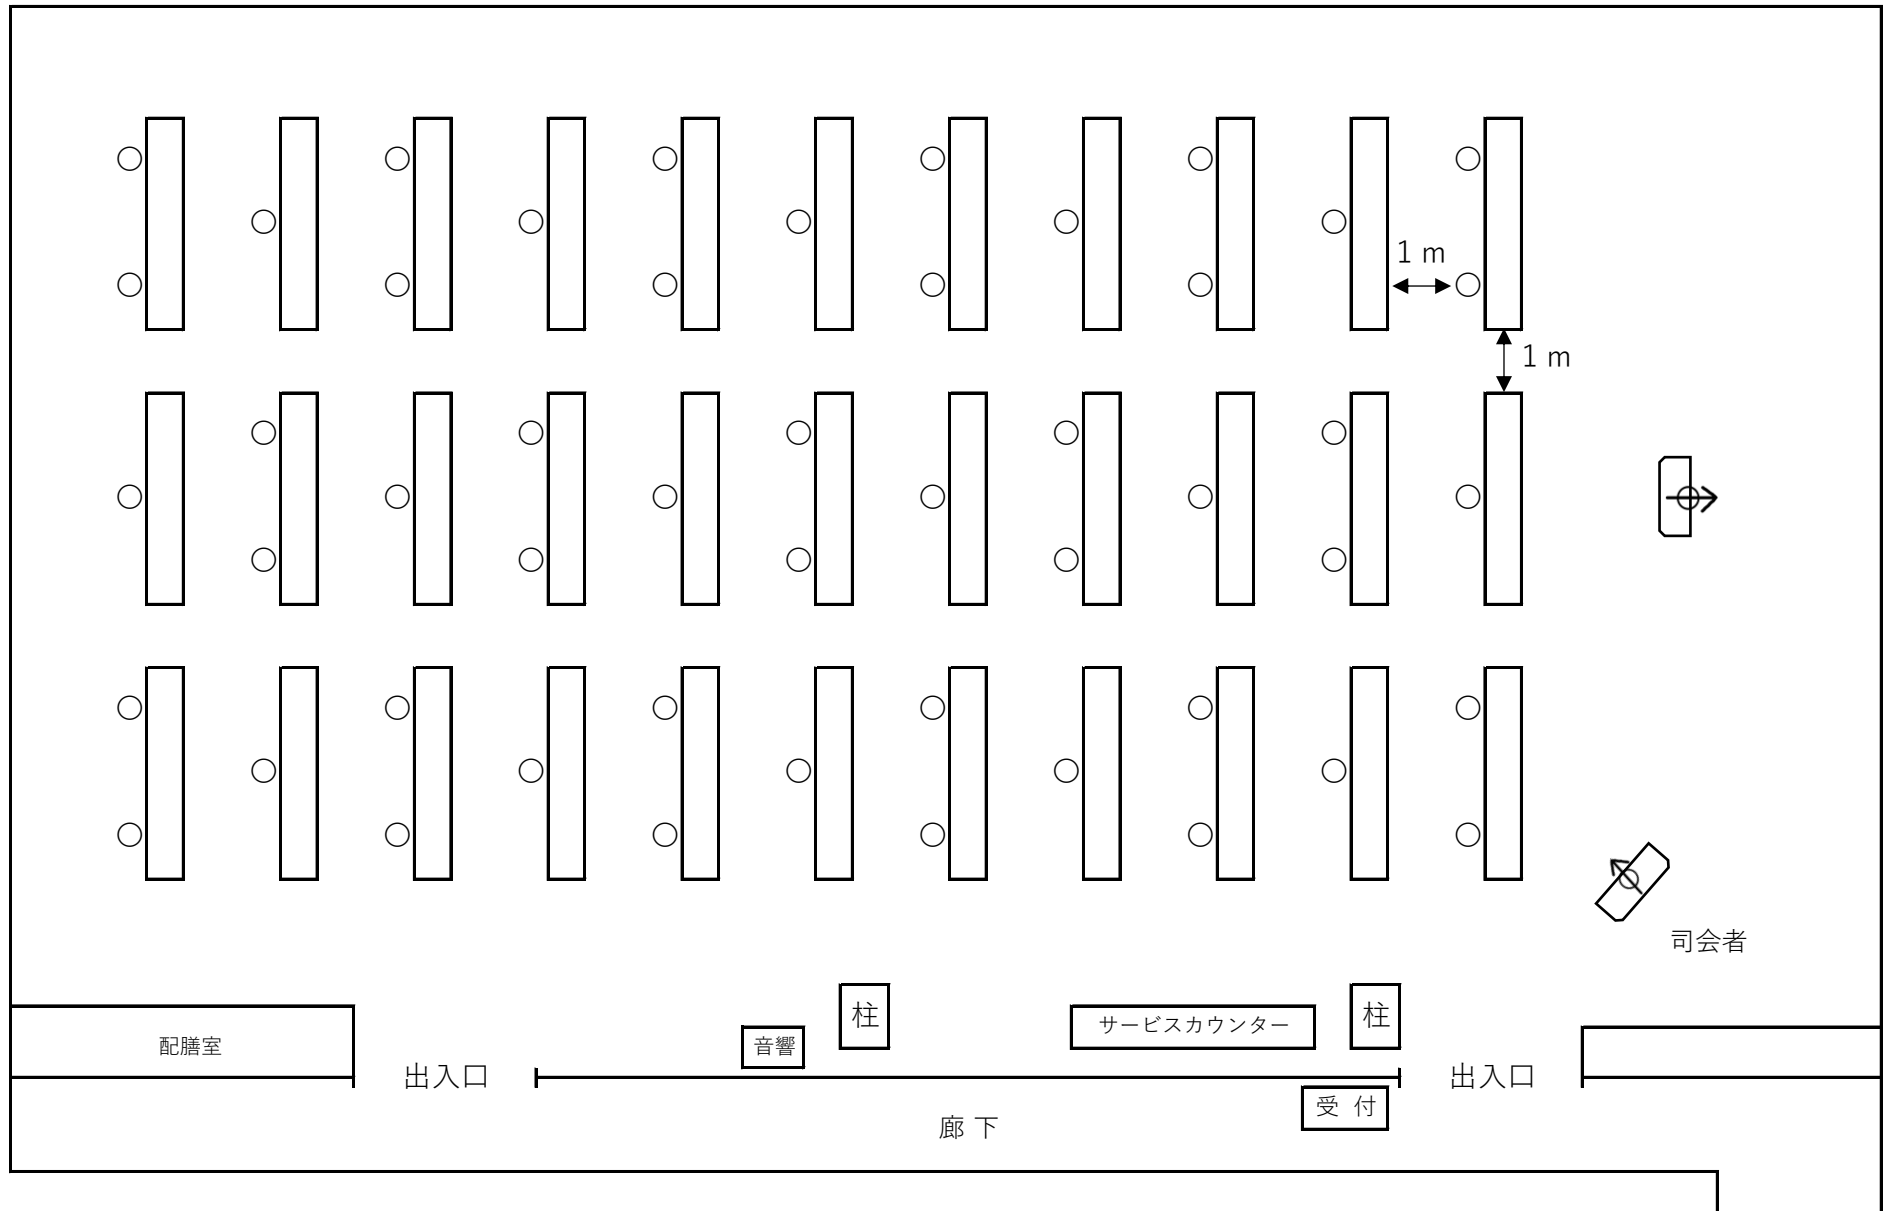 1 m
1 m
司会者
柱
柱
サービスカウンター
音響
配膳室
出入口
出入口
受 付
廊 下